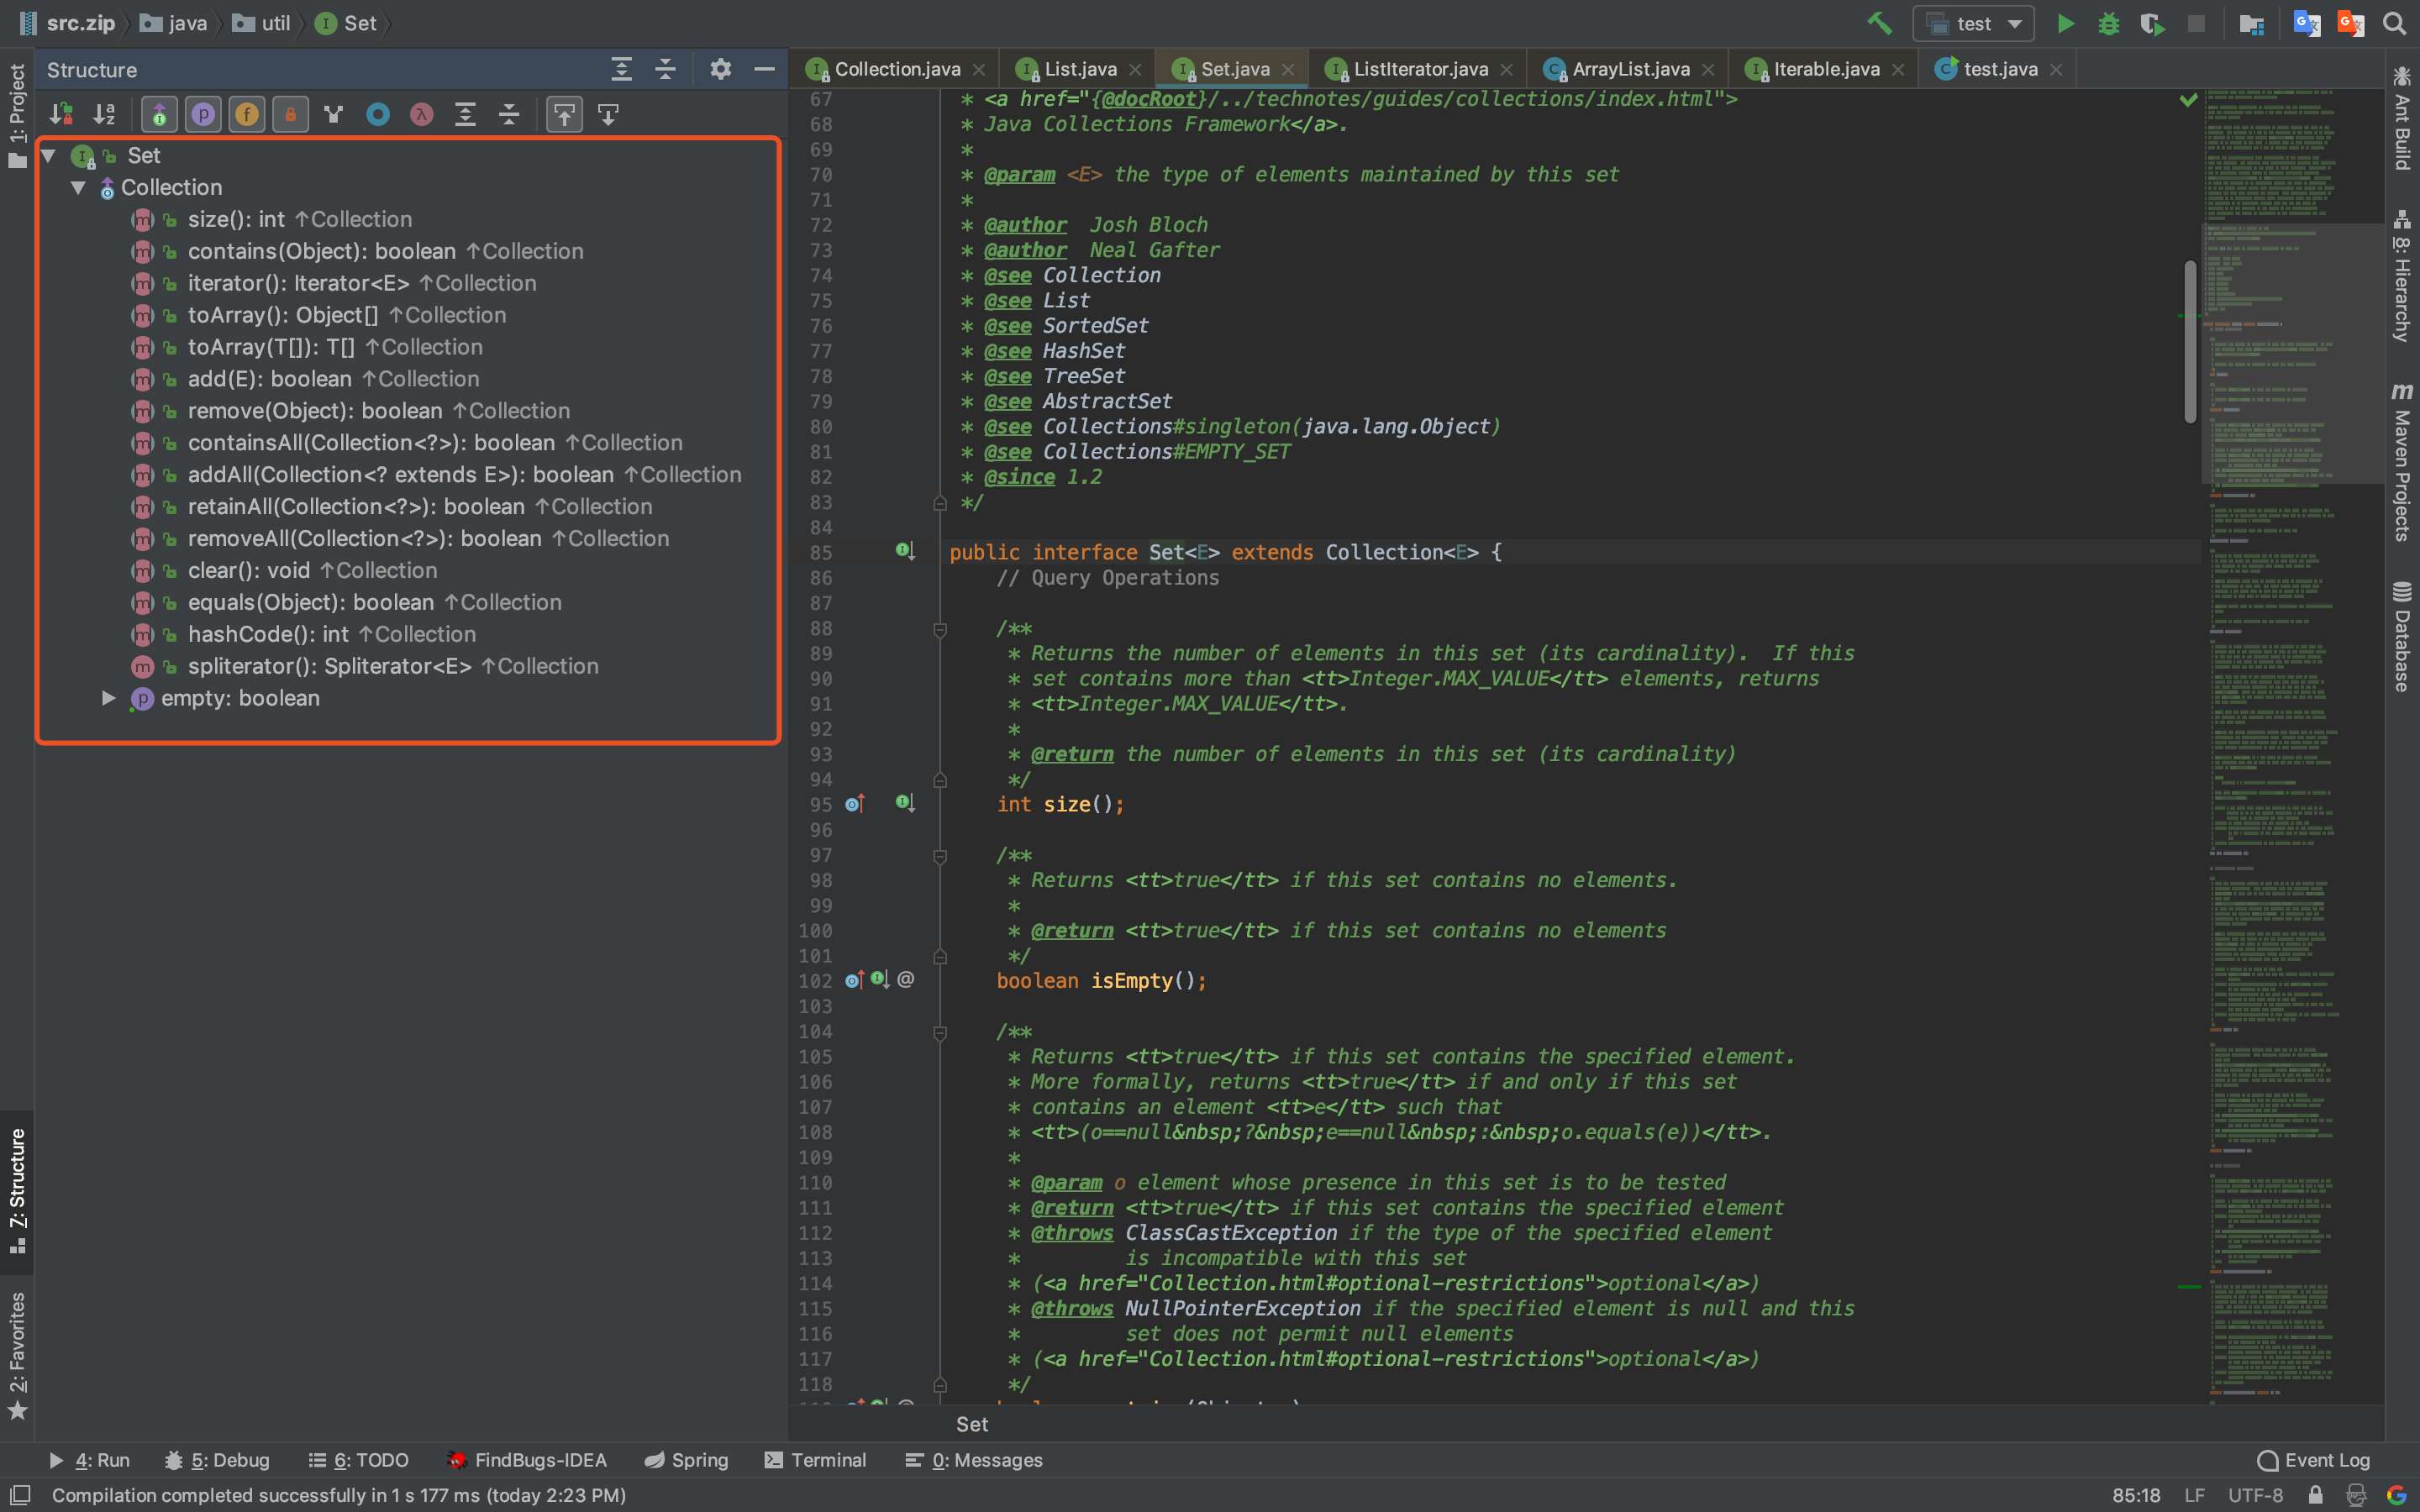 src.zip java util Set
test
Structure
Collection.java List.java Set.java ListIterator.java ArrayList.java Iterable.java test.java
1: Project
7: Structure
2: Favorites
Set
Collection
size(): int ↑Collection
contains(Object): boolean ↑Collection
iterator(): Iterator<E> ↑Collection
toArray(): Object[] ↑Collection
toArray(T[]): T[] ↑Collection
add(E): boolean ↑Collection
remove(Object): boolean ↑Collection
containsAll(Collection<?>): boolean ↑Collection
addAll(Collection<? extends E>): boolean ↑Collection
retainAll(Collection<?>): boolean ↑Collection
removeAll(Collection<?>): boolean ↑Collection
clear(): void ↑Collection
equals(Object): boolean ↑Collection
hashCode(): int ↑Collection
spliterator(): Spliterator<E> ↑Collection
empty: boolean
67 * <a href="{@docRoot}/../technotes/guides/collections/index.html">
68 * Java Collections Framework</a>.
69 *
70 * @param <E> the type of elements maintained by this set
71 *
72 * @author  Josh Bloch
73 * @author  Neal Gafter
74 * @see Collection
75 * @see List
76 * @see SortedSet
77 * @see HashSet
78 * @see TreeSet
79 * @see AbstractSet
80 * @see Collections#singleton(java.lang.Object)
81 * @see Collections#EMPTY_SET
82 * @since 1.2
83 */
84
85 public interface Set<E> extends Collection<E> {
86 // Query Operations
87
88 /**
89 * Returns the number of elements in this set (its cardinality).  If this
90 * set contains more than <tt>Integer.MAX_VALUE</tt> elements, returns
91 * <tt>Integer.MAX_VALUE</tt>.
92 *
93 * @return the number of elements in this set (its cardinality)
94 */
95 int size();
96
97 /**
98 * Returns <tt>true</tt> if this set contains no elements.
99 *
100 * @return <tt>true</tt> if this set contains no elements
101 */
102 @ boolean isEmpty();
103
104 /**
105 * Returns <tt>true</tt> if this set contains the specified element.
106 * More formally, returns <tt>true</tt> if and only if this set
107 * contains an element <tt>e</tt> such that
108 * <tt>(o==null&nbsp;?&nbsp;e==null&nbsp;:&nbsp;o.equals(e))</tt>.
109 *
110 * @param o element whose presence in this set is to be tested
111 * @return <tt>true</tt> if this set contains the specified element
112 * @throws ClassCastException if the type of the specified element
113 *         is incompatible with this set
114 * (<a href="Collection.html#optional-restrictions">optional</a>)
115 * @throws NullPointerException if the specified element is null and this
116 *         set does not permit null elements
117 * (<a href="Collection.html#optional-restrictions">optional</a>)
118 */
Set
Ant Build
8: Hierarchy
Maven Projects
Database
4: Run 5: Debug 6: TODO FindBugs-IDEA Spring Terminal 0: Messages Event Log
Compilation completed successfully in 1 s 177 ms (today 2:23 PM) 85:18 LF UTF-8